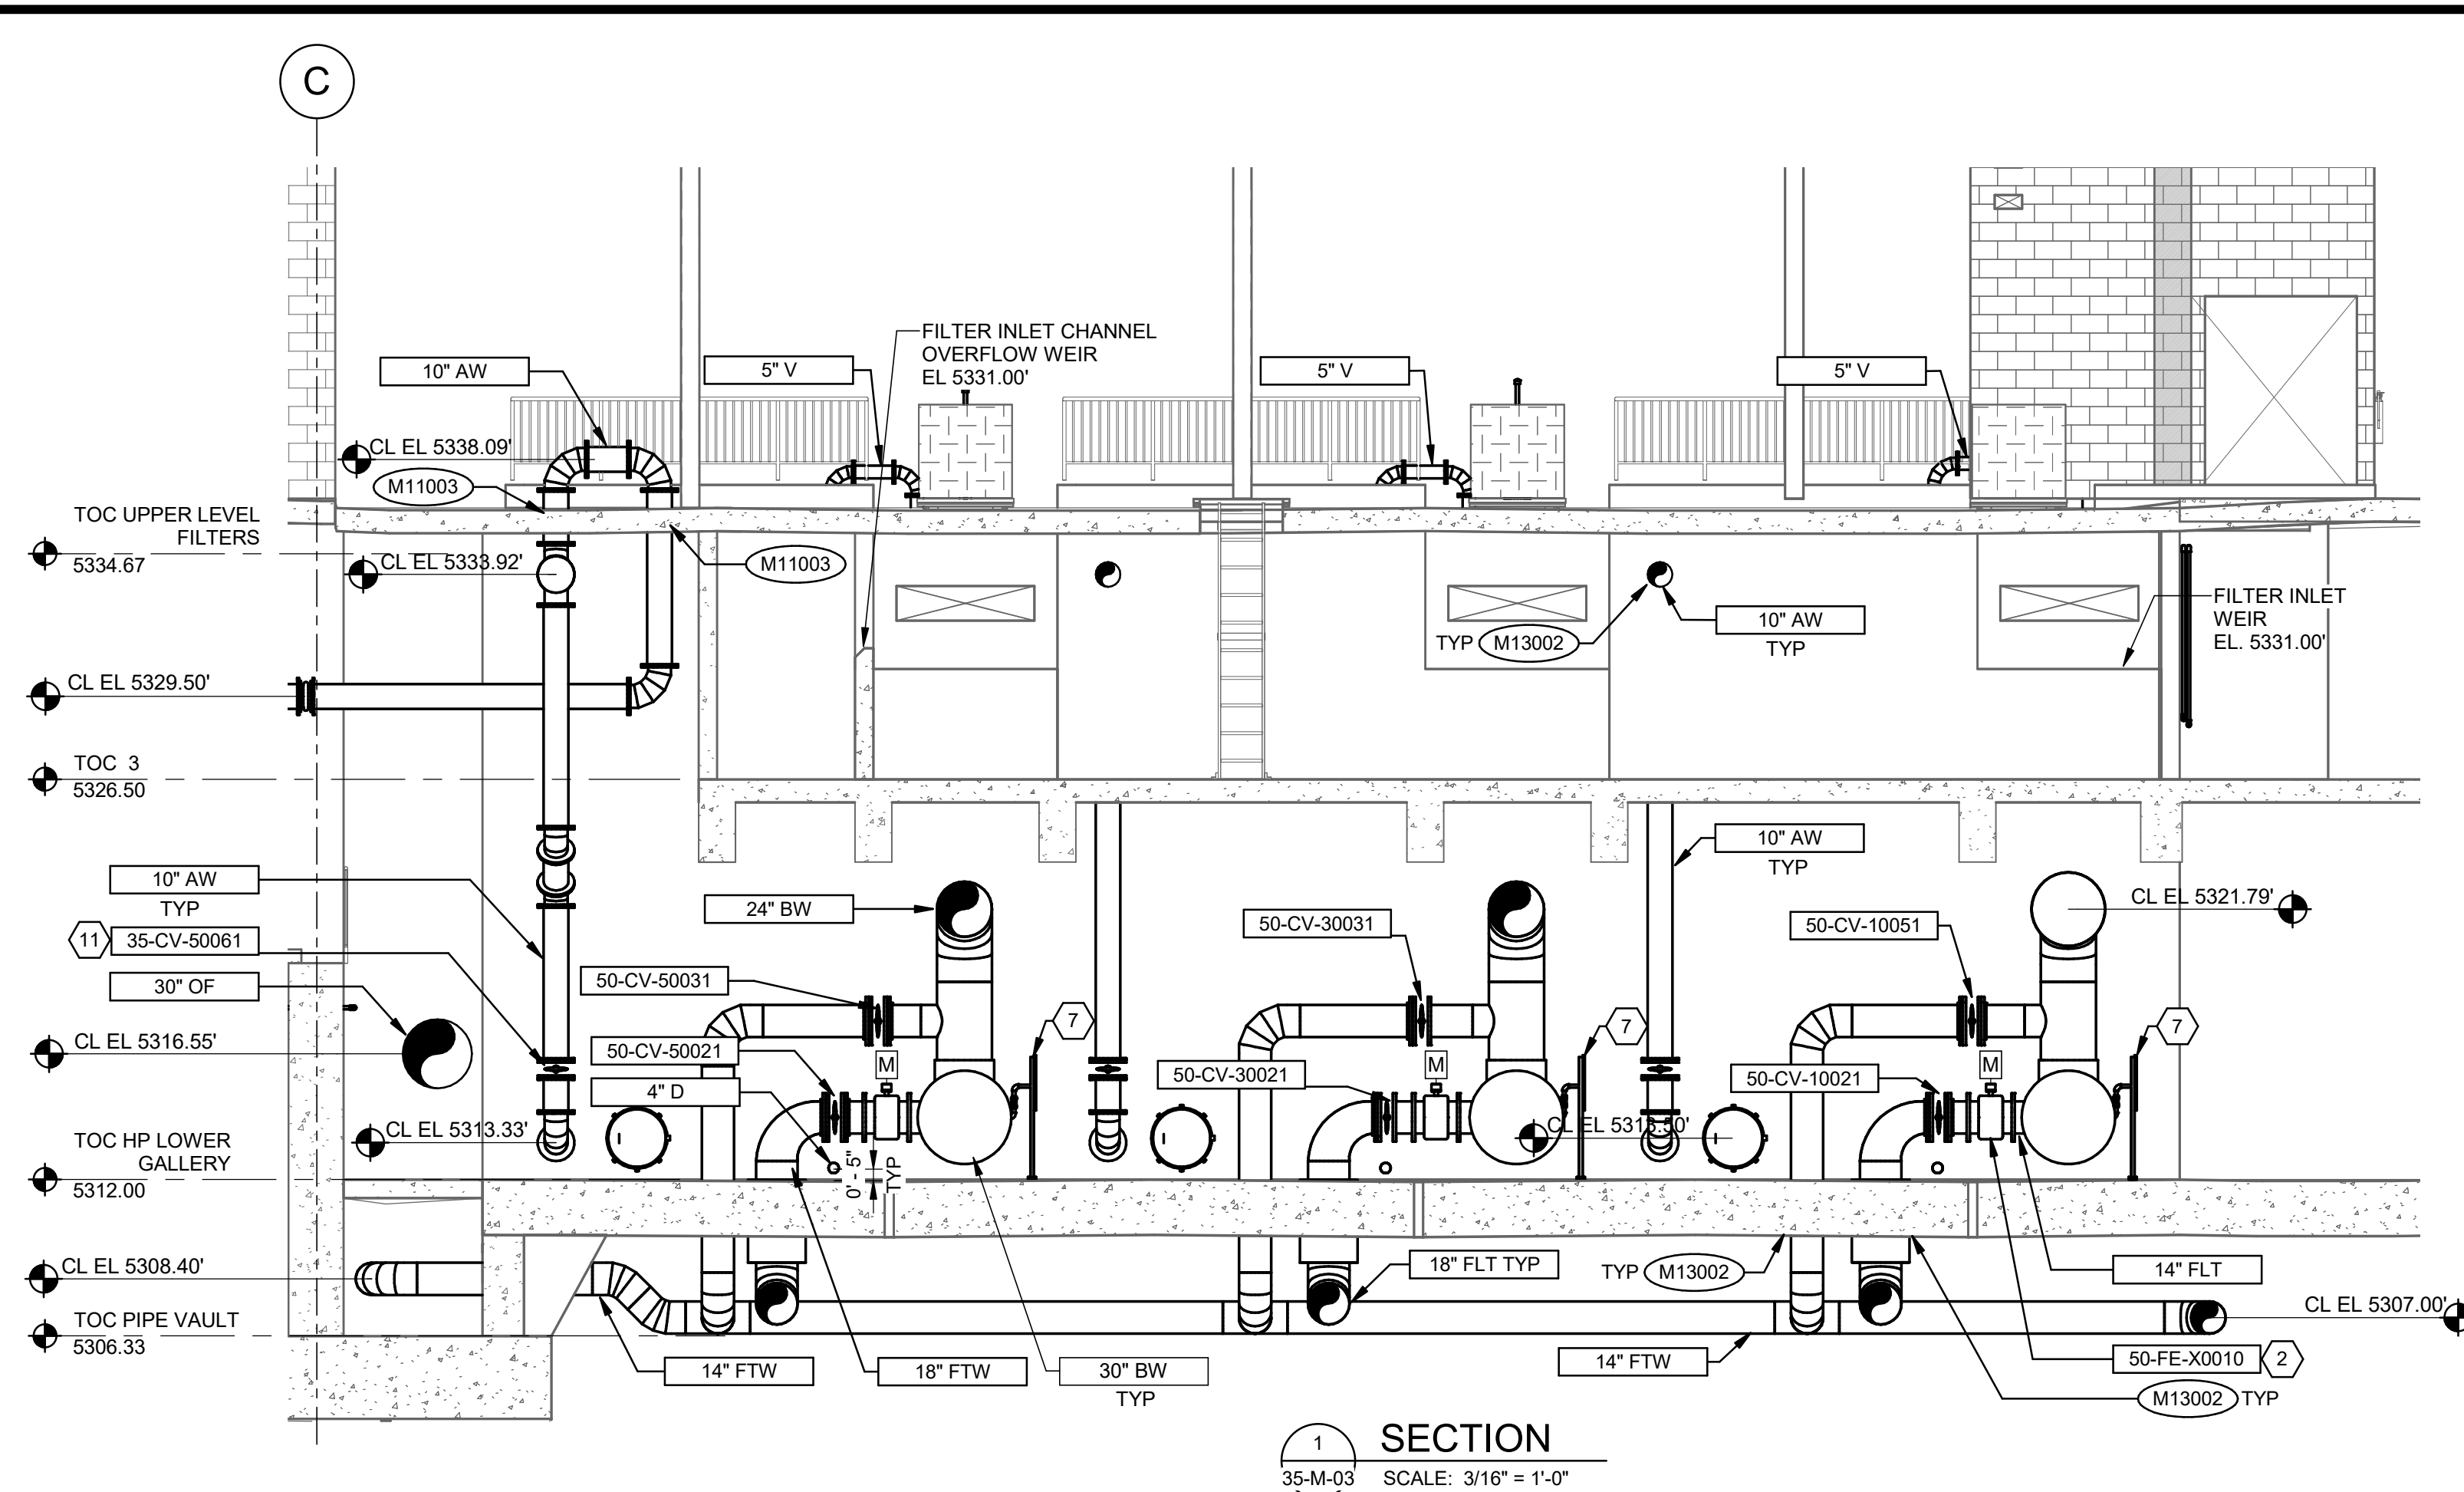 C
10" AW
5" V
FILTER INLET CHANNEL
OVERFLOW WEIR
EL 5331.00'
5" V
5" V
CL EL 5338.09'
M11003
TOC UPPER LEVEL
FILTERS
5334.67
CL EL 5333.92'
M11003
TYP M13002
10" AW
TYP
FILTER INLET
WEIR
EL. 5331.00'
CL EL 5329.50'
TOC 3
5326.50
10" AW
TYP
11 35-CV-50061
30" OF
24" BW
50-CV-30031
10" AW
TYP
50-CV-10051
CL EL 5321.79'
50-CV-50031
7
7
7
CL EL 5316.55'
50-CV-50021
M
50-CV-30021
M
50-CV-10021
M
4" D
CL EL 5313.33'
CL EL 5313.50'
TOC HP LOWER
GALLERY
5312.00
0' - 5"
TYP
CL EL 5308.40'
18" FLT TYP
TYP M13002
14" FLT
TOC PIPE VAULT
5306.33
CL EL 5307.00'
14" FTW
18" FTW
30" BW
TYP
14" FTW
50-FE-X0010 2
M13002 TYP
1 SECTION
35-M-03 SCALE: 3/16" = 1'-0"